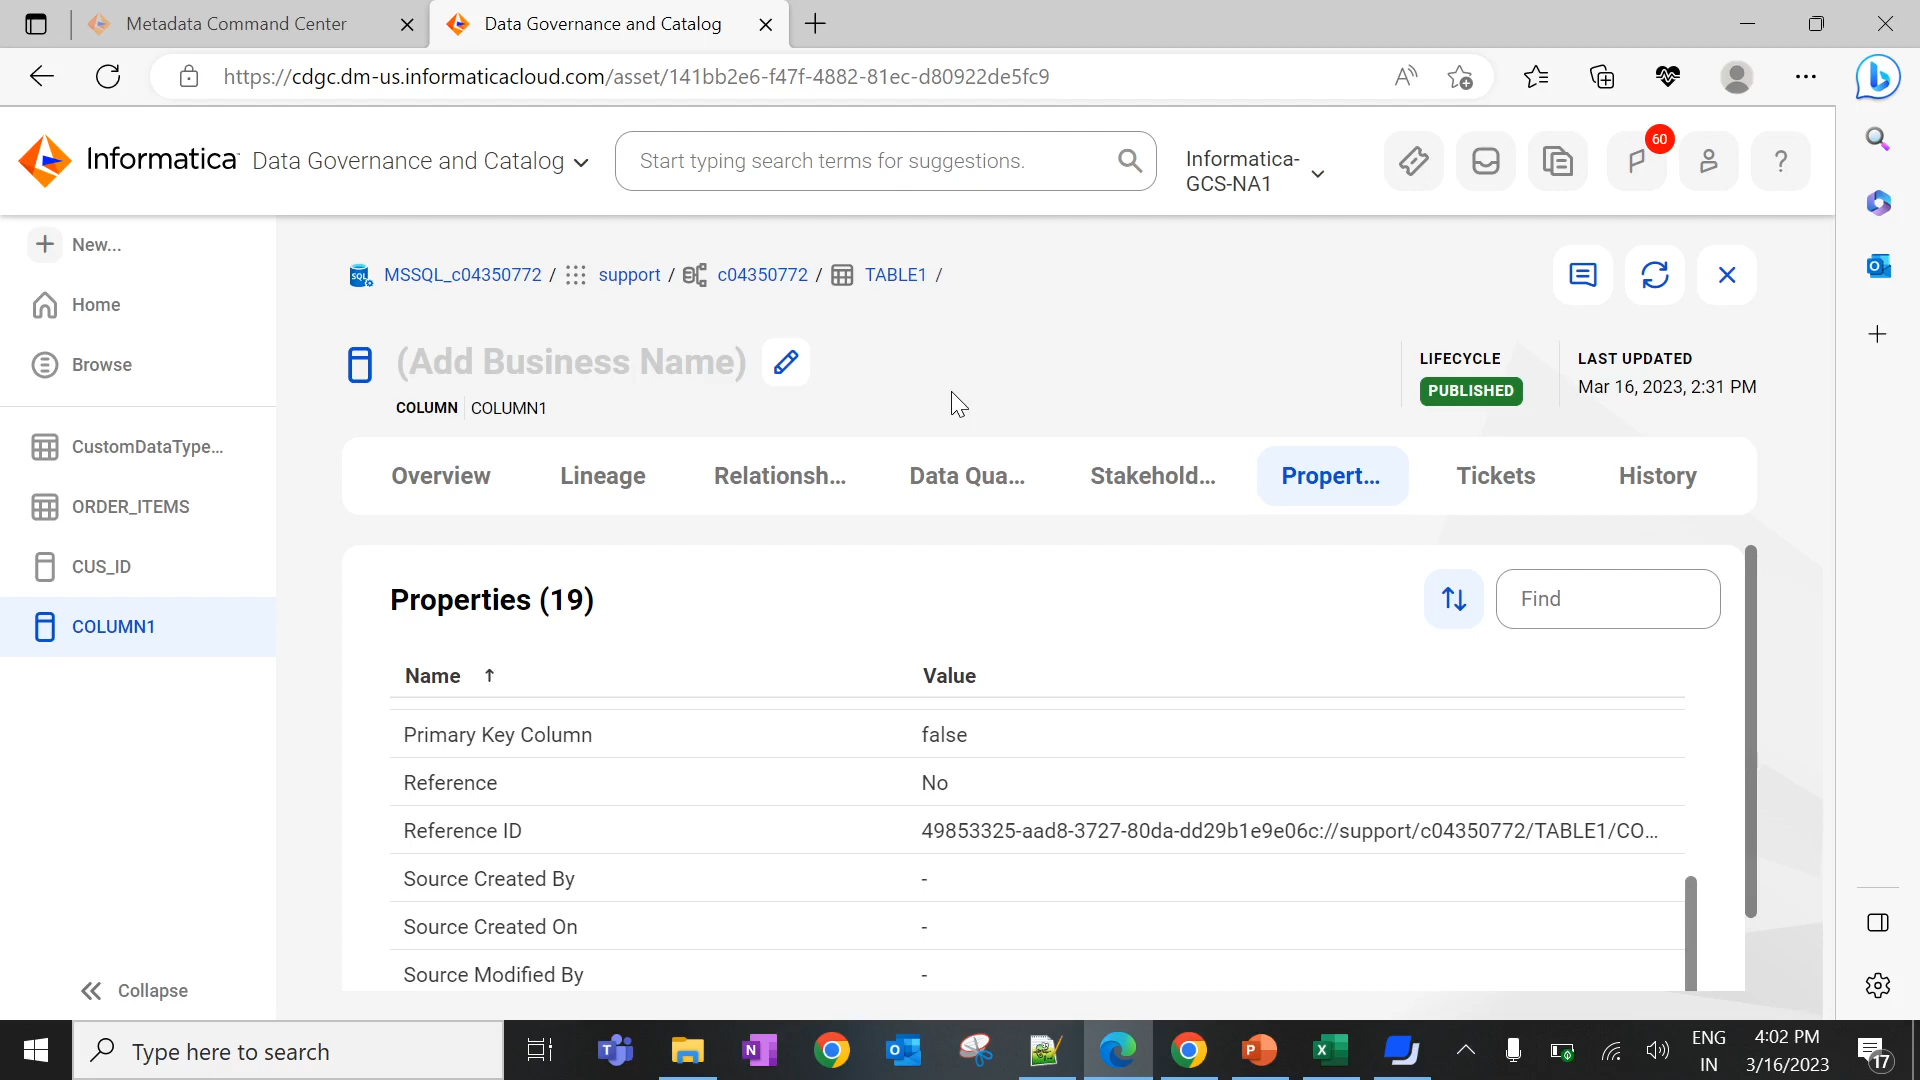 Metadata Command Center
Data Governance and Catalog
https://cdgc.dm-us.informaticacloud.com/asset/141bb2e6-f47f-4882-81ec-d80922de5fc9
Informatica Data Governance and Catalog
Start typing search terms for suggestions.
Informatica-
GCS-NA1
60
?
New...
Home
Browse
CustomDataType...
ORDER_ITEMS
CUS_ID
COLUMN1
Collapse
MSSQL_c04350772 / support / c04350772 / TABLE1 /
(Add Business Name)
COLUMN COLUMN1
LIFECYCLE
PUBLISHED
LAST UPDATED
Mar 16, 2023, 2:31 PM
Overview Lineage Relationsh... Data Qua... Stakehold... Propert... Tickets History
Properties (19)
Find
Name Value
Primary Key Column false
Reference No
Reference ID 49853325-aad8-3727-80da-dd29b1e9e06c://support/c04350772/TABLE1/CO...
Source Created By -
Source Created On -
Source Modified By -
Type here to search
ENG
IN
4:02 PM
3/16/2023
17